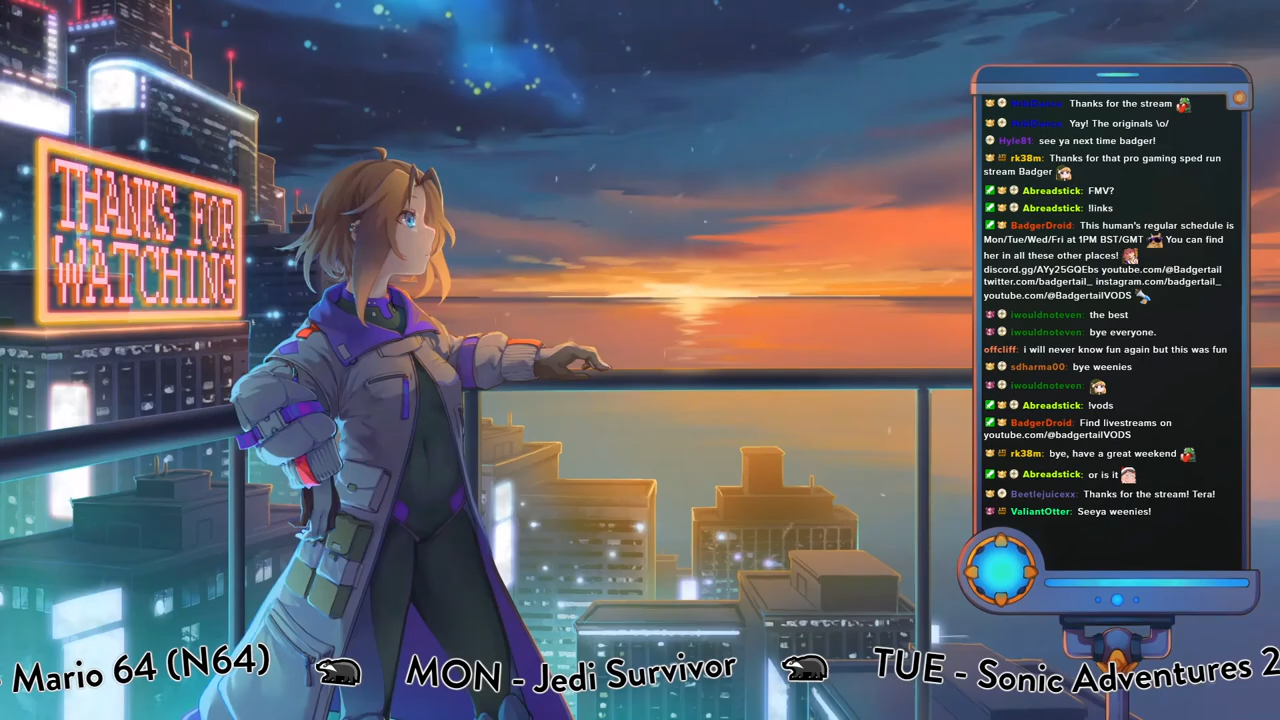 THANKS FOR
WATCHING
Thanks for the stream
Yay! The originals \o/
Hyle81: see ya next time badger!
rk38m: Thanks for that pro gaming sped run
stream Badger
Abreadstick: FMV?
Abreadstick: !links
BadgerDroid: This human's regular schedule is
Mon/Tue/Wed/Fri at 1PM BST/GMT You can find
her in all these other places!
discord.gg/AYy25GQEbs youtube.com/@Badgertail
twitter.com/badgertail_ instagram.com/badgertail_
youtube.com/@BadgertailVODS
iwouldnoteven: the best
iwouldnoteven: bye everyone.
offcliff: i will never know fun again but this was fun
sdharma00: bye weenies
iwouldnoteven:
Abreadstick: !vods
BadgerDroid: Find livestreams on
youtube.com/@badgertailVODS
rk38m: bye, have a great weekend
Abreadstick: or is it
Beetlejuicexx: Thanks for the stream! Tera!
ValiantOtter: Seeya weenies!
- Mario 64 (N64) MON - Jedi Survivor TUE - Sonic Adventures 2